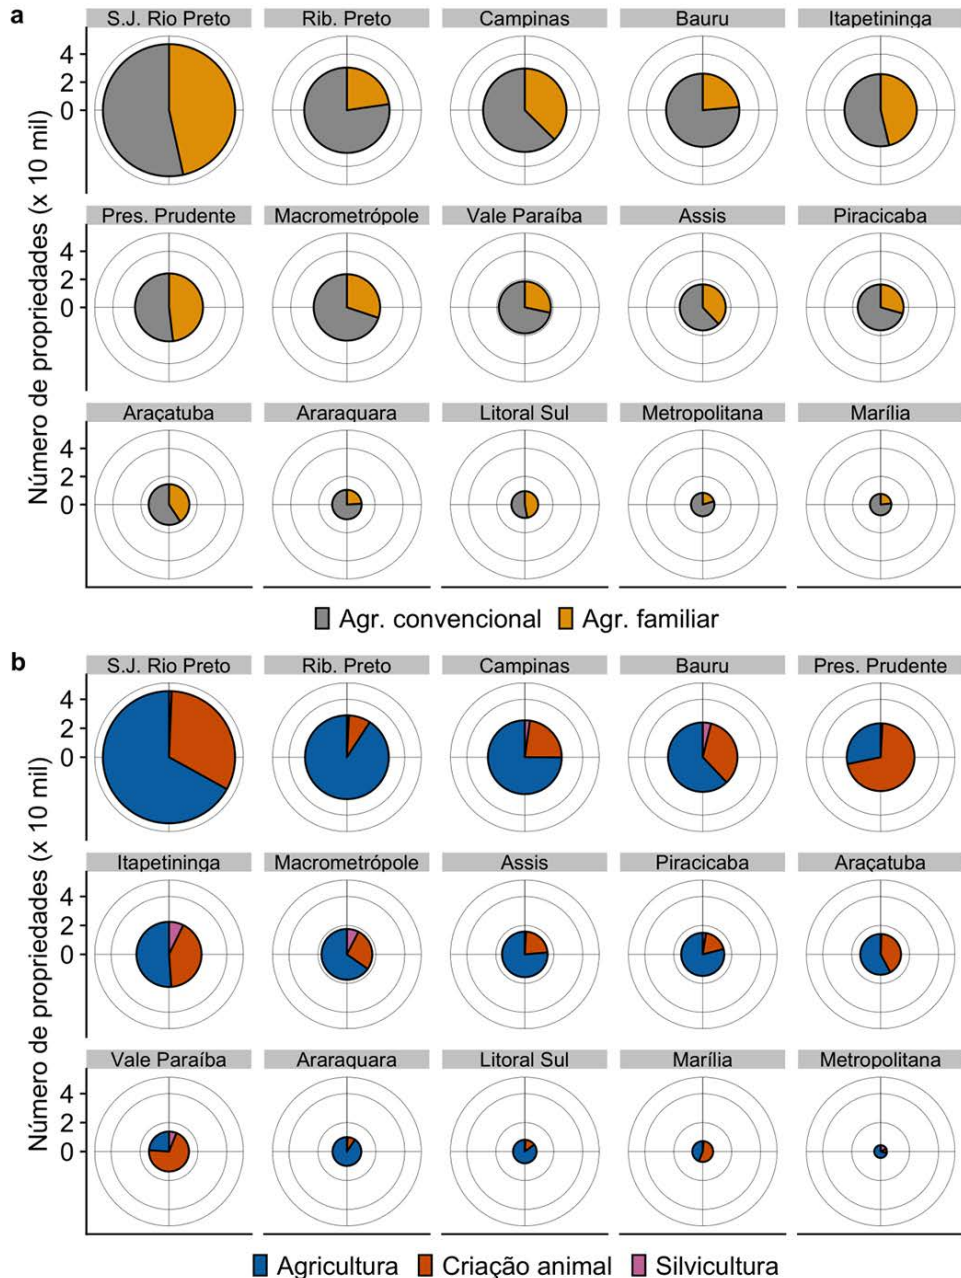 a
S.J. Rio Preto Rib. Preto Campinas Bauru Itapetininga
4
2
0
Pres. Prudente Macrometrópole Vale Paraíba Assis Piracicaba
4
2
0
Araçatuba Araraquara Litoral Sul Metropolitana Marília
4
2
0
Número de propriedades (x 10 mil)
Agr. convencional Agr. familiar
b
S.J. Rio Preto Rib. Preto Campinas Bauru Pres. Prudente
4
2
0
Itapetininga Macrometrópole Assis Piracicaba Araçatuba
4
2
0
Vale Paraíba Araraquara Litoral Sul Marília Metropolitana
4
2
0
Número de propriedades (x 10 mil)
Agricultura Criação animal Silvicultura